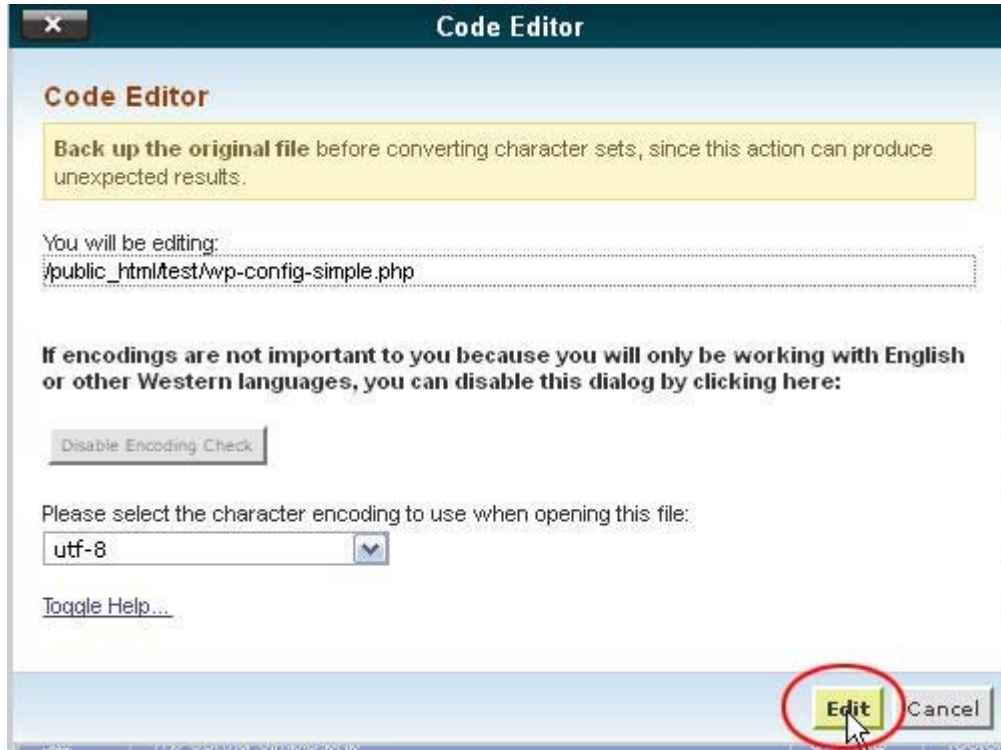 Code Editor
Code Editor
Back up the original file before converting character sets, since this action can produce
unexpected results.
You will be editing:
/public_html/test/wp-config-simple.php
If encodings are not important to you because you will only be working with English
or other Western languages, you can disable this dialog by clicking here:
Disable Encoding Check
Please select the character encoding to use when opening this file:
utf-8
Toggle Help...
Edit Cancel